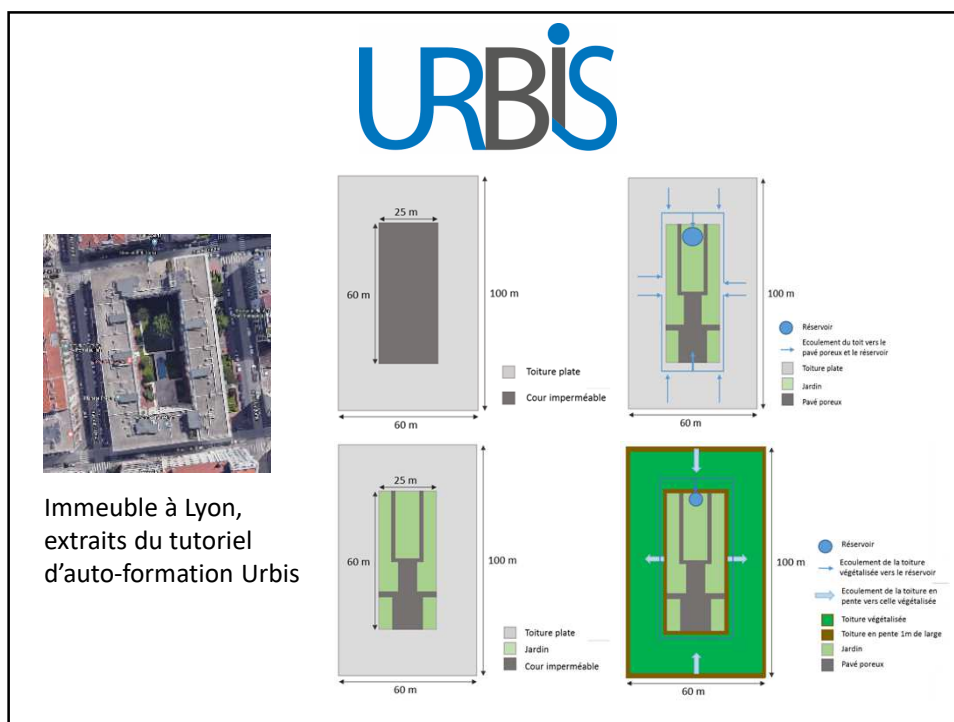 URBiS
25 m
60 m
100 m
Toiture plate
Cour imperméable
60 m
100 m
Réservoir
Ecoulement du toit vers le
pavé poreux et le réservoir
Toiture plate
Jardin
Pavé poreux
60 m
Immeuble à Lyon,
extraits du tutoriel
d'auto-formation Urbis
25 m
60 m
100 m
Toiture plate
Jardin
Cour imperméable
60 m
100 m
Réservoir
Ecoulement de la toiture
végétalisée vers le réservoir
Ecoulement de la toiture en
pente vers celle végétalisée
Toiture végétalisée
Toiture en pente 1m de large
Jardin
Pavé poreux
60 m